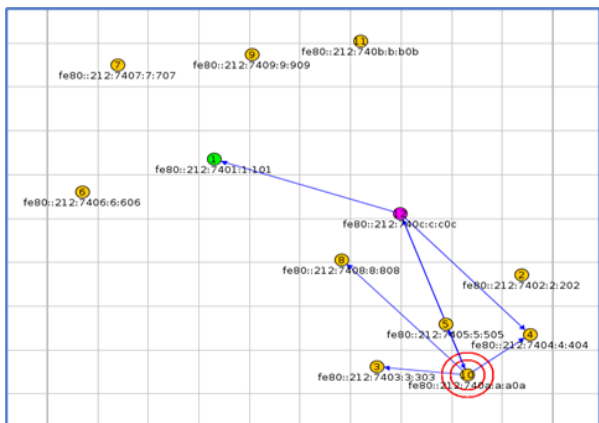 11
fe80::212:740b:b:b0b
9
fe80::212:7409:9:909
7
fe80::212:7407:7:707
1
fe80::212:7401:1:101
6
fe80::212:7406:6:606
12
fe80::212:740c:c:c0c
8
fe80::212:7408:8:808
2
fe80::212:7402:2:202
5
fe80::212:7405:5:505
4
fe80::212:7404:4:404
3
fe80::212:7403:3:303
10
fe80::212:740a:a:a0a